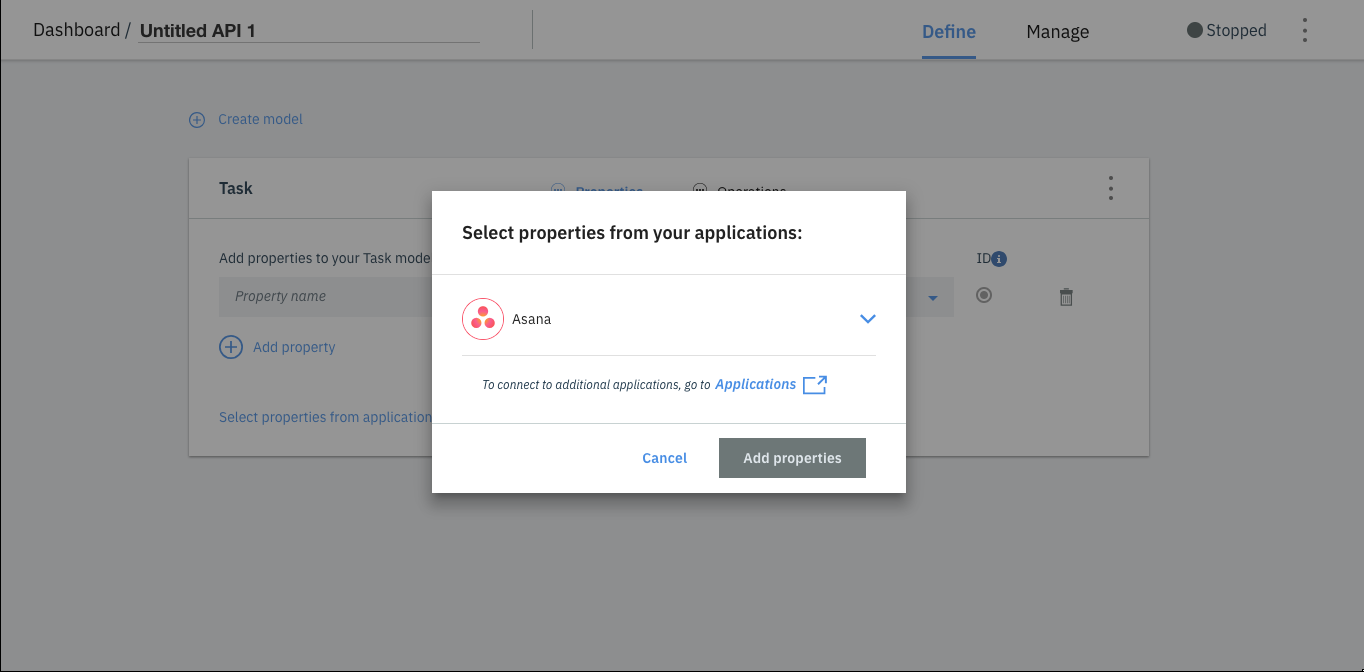 Dashboard / Untitled API 1
Define
Manage
Stopped
Create model
Task
Properties
Operations
Select properties from your applications:
Add properties to your Task
ID
Property name
Asana
Add property
To connect to additional applications, go to Applications
Select properties from application
Cancel
Add properties